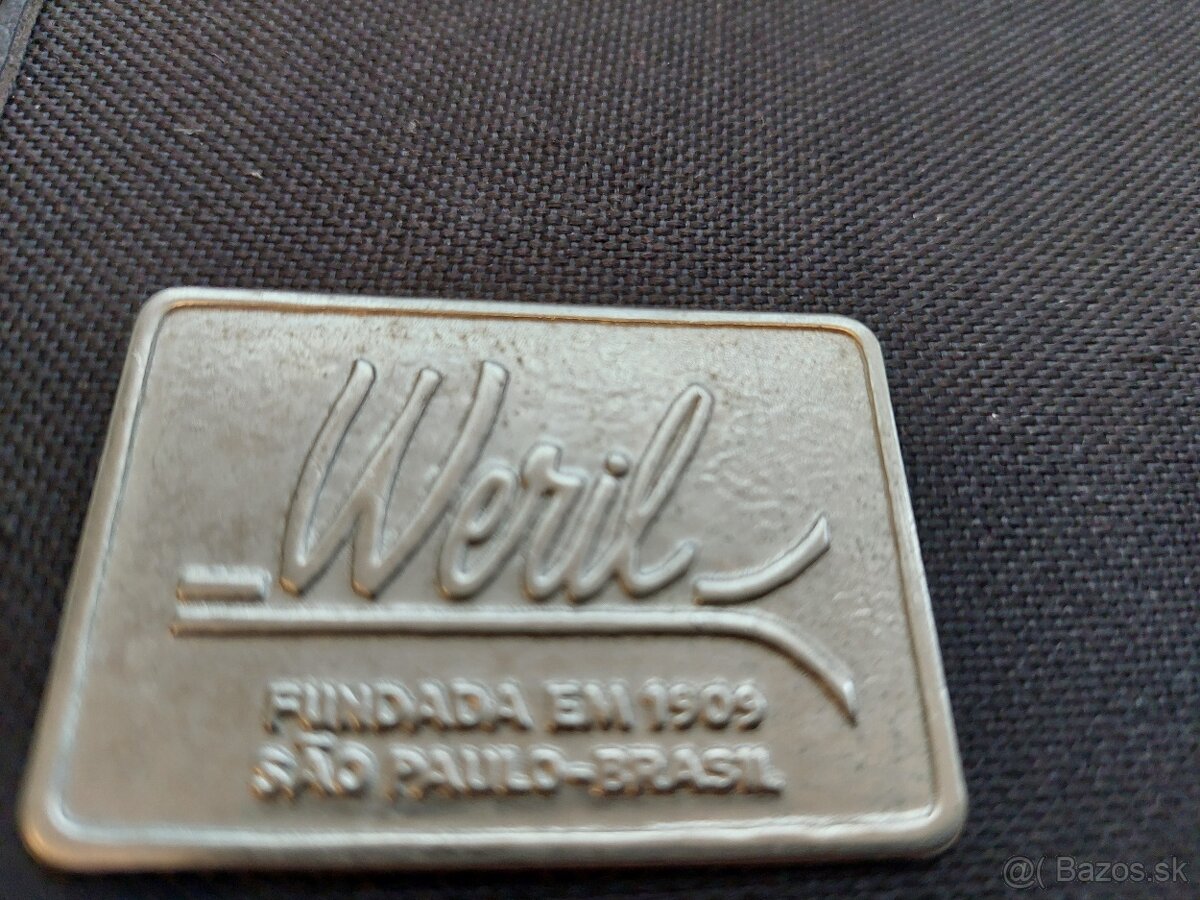 Weril
FUNDADA EM 1909
SÃO PAULO-BRASIL
@( Bazos.sk